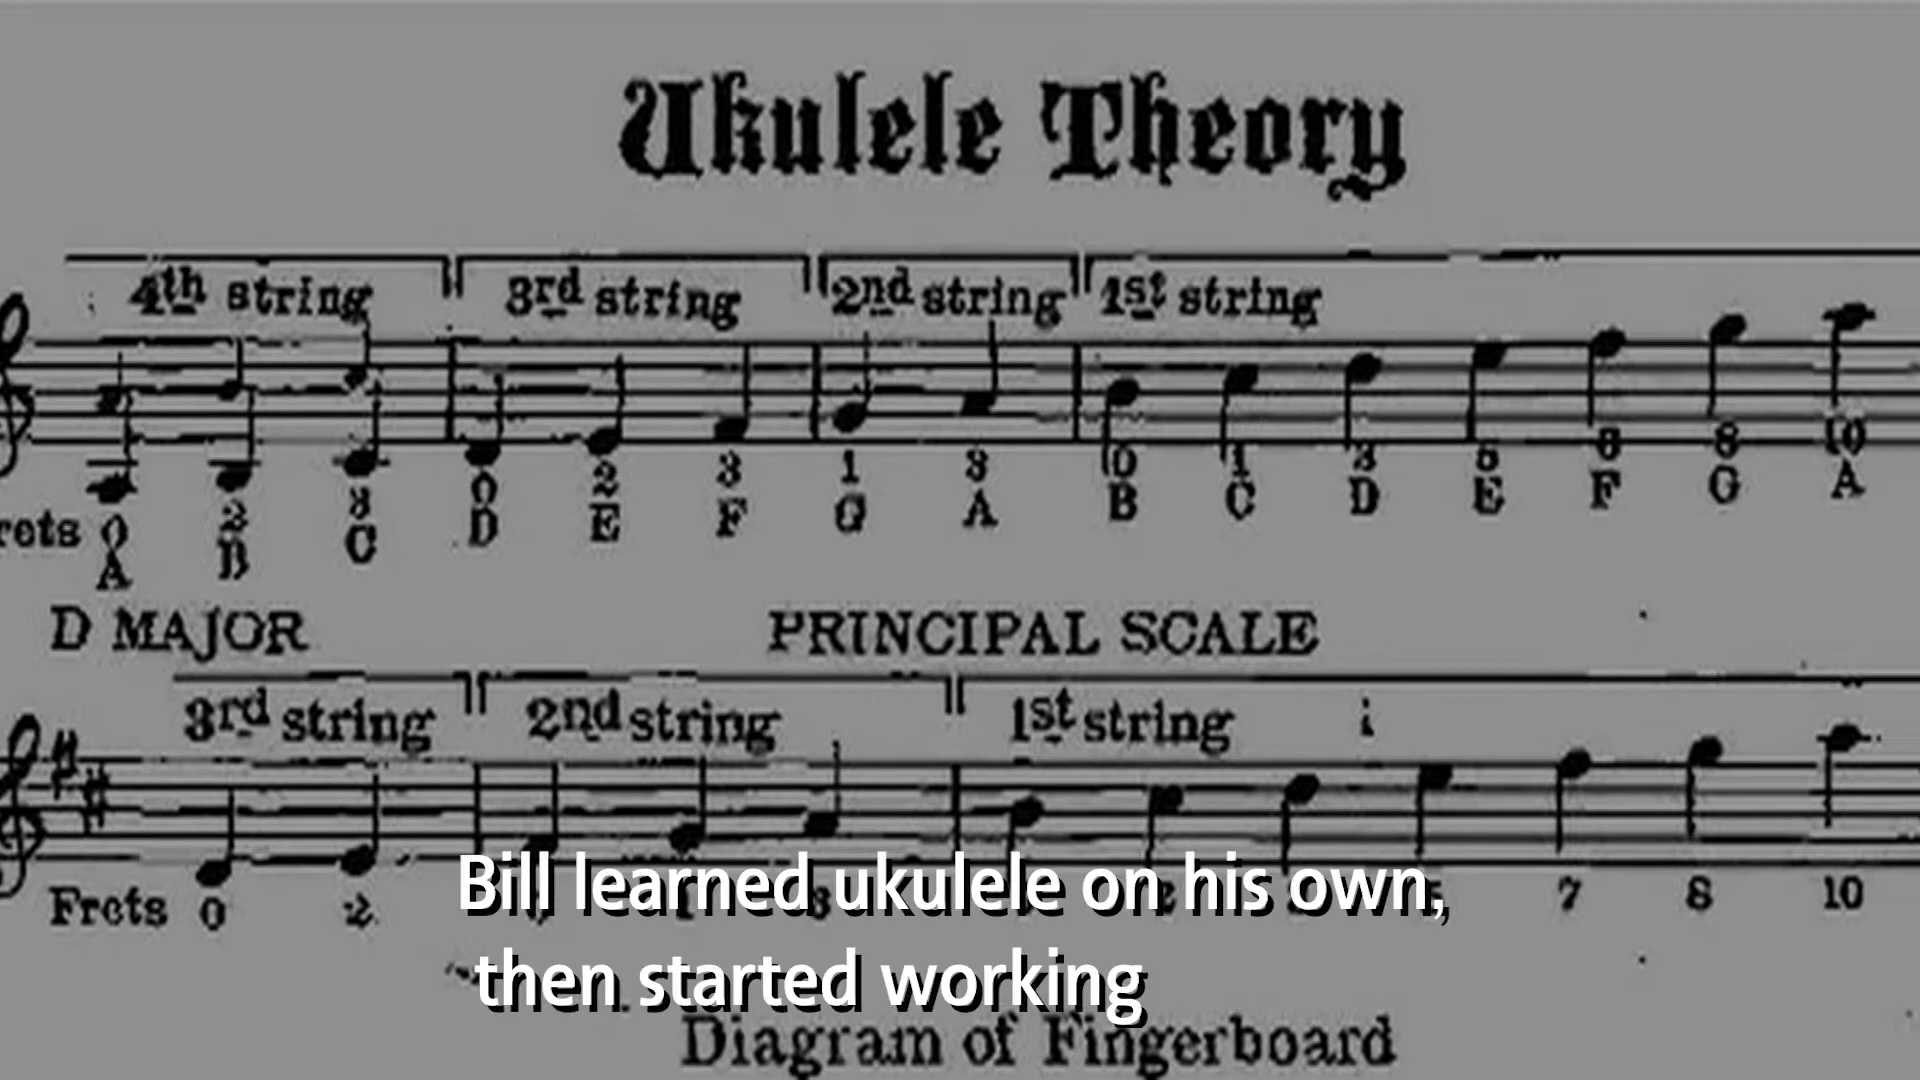 Ukulele Theory
4th string 3rd string 2nd string 1st string
0 2 3 0 2 3 1 3 0 1 3 5 6 8 10
A B C D E F G A B C D E F G A
D MAJOR PRINCIPAL SCALE
3rd string 2nd string 1st string
Frets 0 2 7 8 10
Bill learned ukulele on his own,
then started working
Diagram of Fingerboard